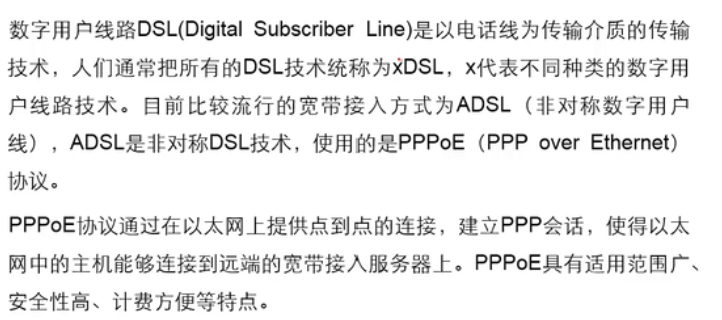 数字用户线路DSL(Digital Subscriber Line)是以电话线为传输介质的传输
技术，人们通常把所有的DSL技术统称为xDSL，x代表不同种类的数字用
户线路技术。目前比较流行的宽带接入方式为ADSL（非对称数字用户
线），ADSL是非对称DSL技术，使用的是PPPoE（PPP over Ethernet）
协议。
PPPoE协议通过在以太网上提供点到点的连接，建立PPP会话，使得以太
网中的主机能够连接到远端的宽带接入服务器上。PPPoE具有适用范围广、
安全性高、计费方便等特点。